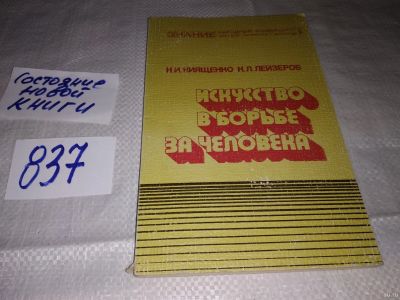 Состояние
новой
книги
837
ЗНАНИЕ
Н.И.КИЯЩЕНКО Н.Л.ЛЕЙЗЕРОВ
ИСКУССТВО
В БОРЬБЕ
ЗА ЧЕЛОВЕКА